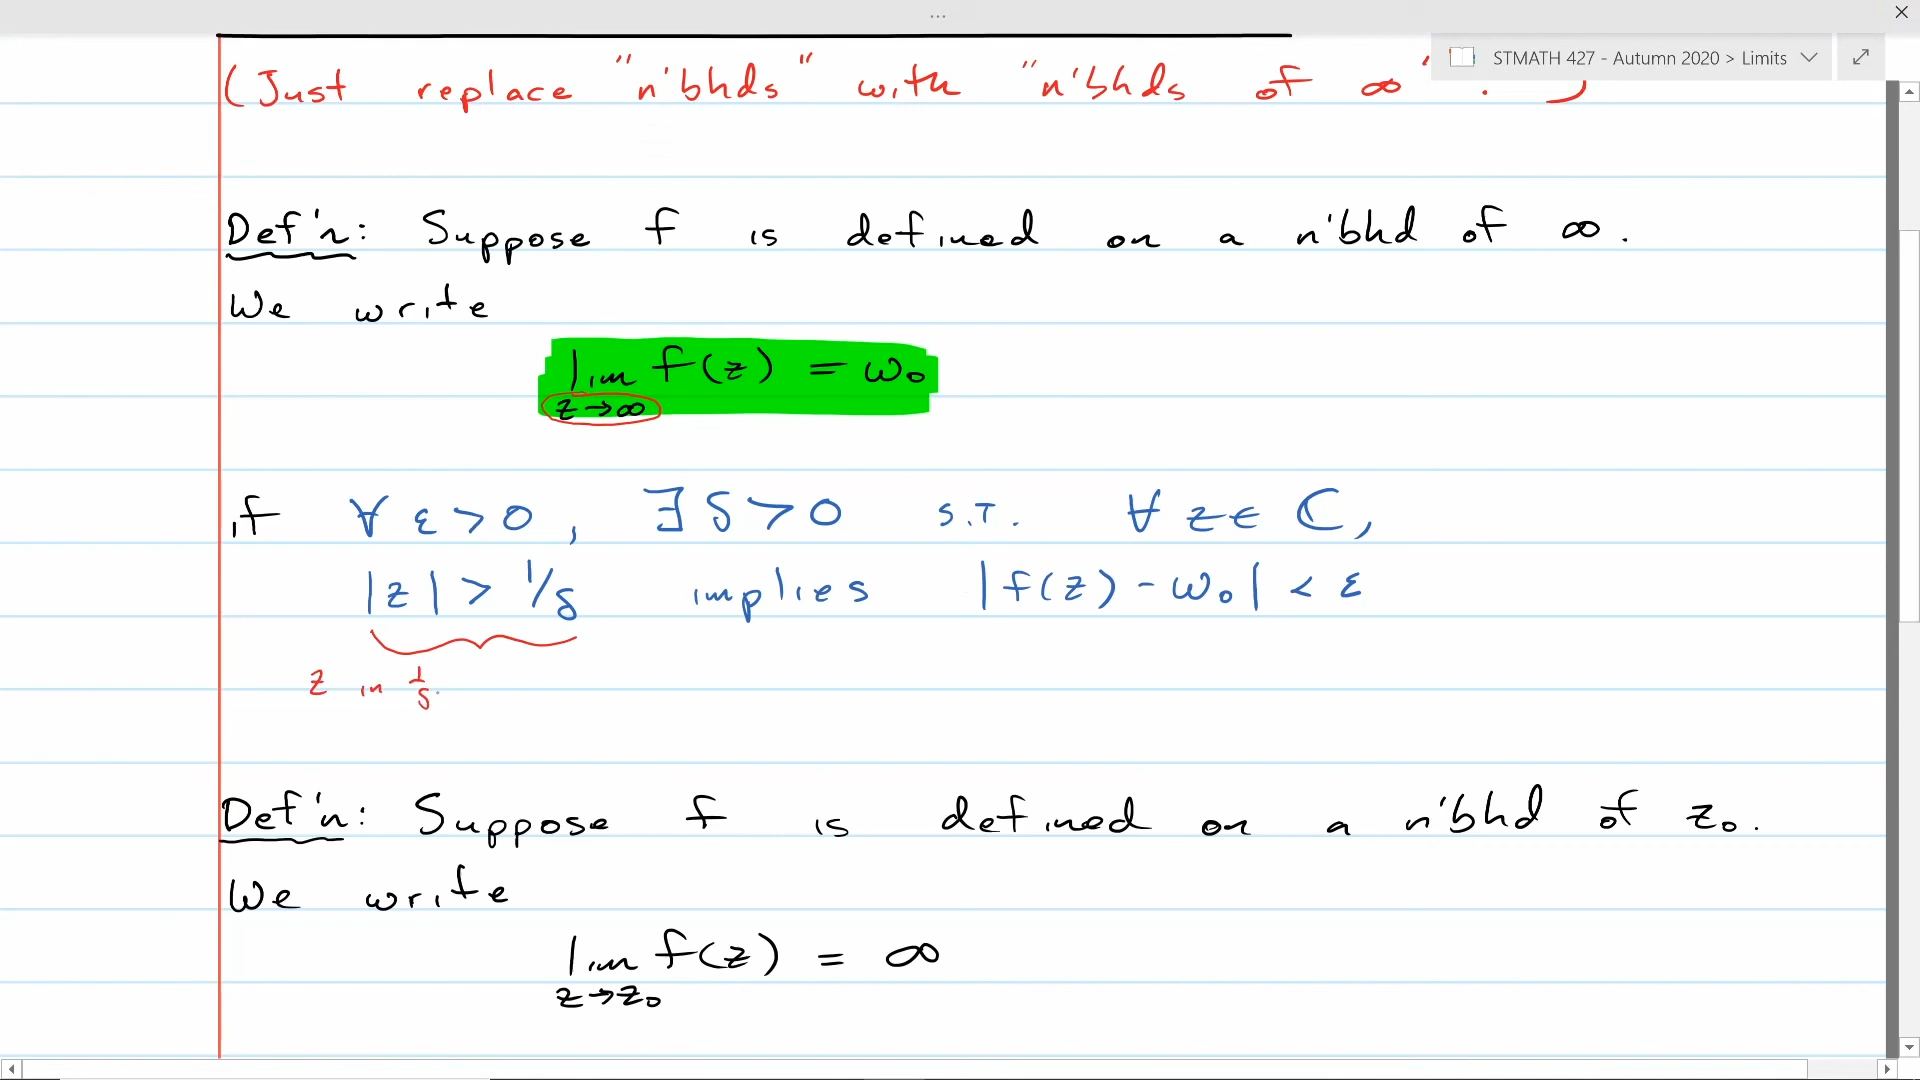 ...
STMATH 427 - Autumn 2020 > Limits
(Just replace "n'bhds" with "n'bhds of ∞".)
Def'n: Suppose f is defined on a n'bhd of ∞.
We write
lim f(z) = ω₀
z→∞
if ∀ ε > 0, ∃ δ > 0 s.t. ∀ z ∈ ℂ,
|z| > 1/δ implies |f(z) - ω₀| < ε
z in 1/δ
Def'n: Suppose f is defined on a n'bhd of z₀.
We write
lim f(z) = ∞
z→z₀